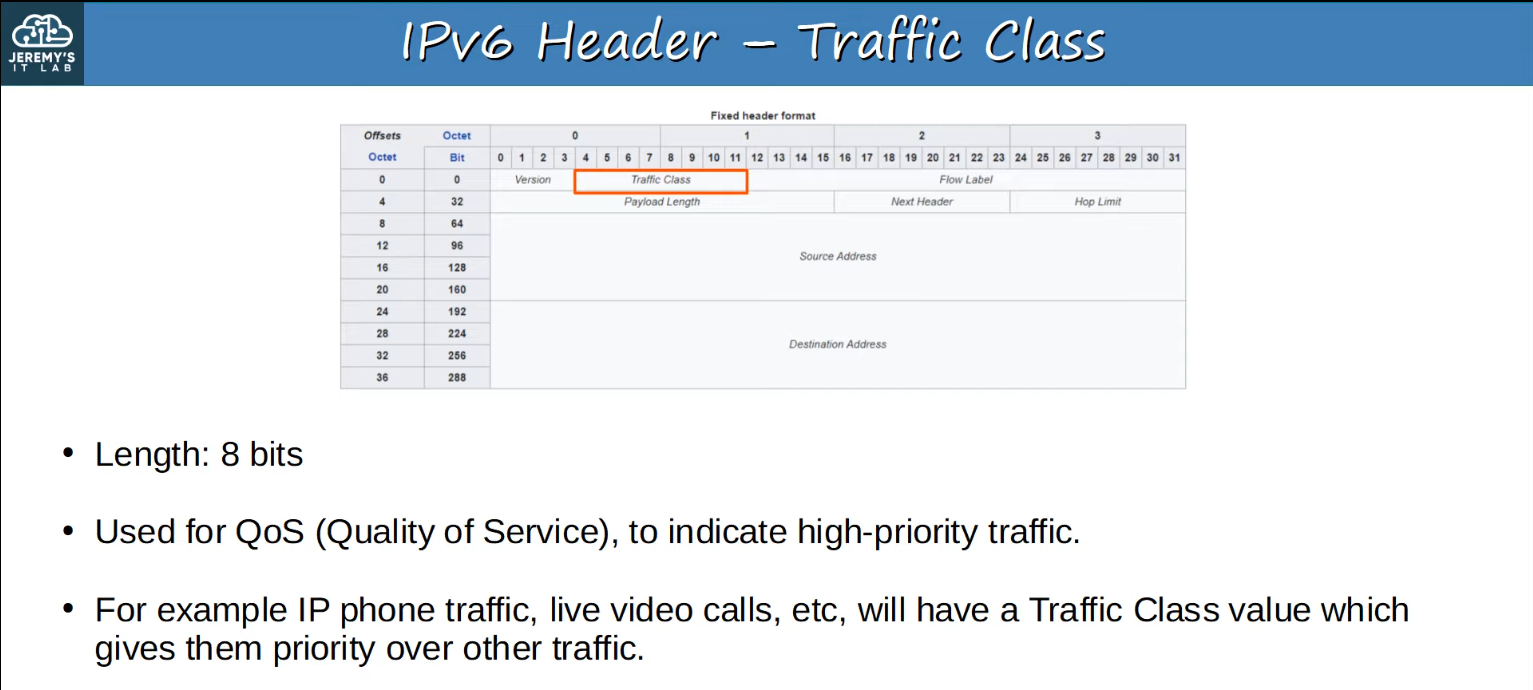 JEREMY'S
IT LAB
IPv6 Header – Traffic Class
Fixed header format
Offsets Octet 0 1 2 3
Octet Bit 0 1 2 3 4 5 6 7 8 9 10 11 12 13 14 15 16 17 18 19 20 21 22 23 24 25 26 27 28 29 30 31
0 0 Version Traffic Class Flow Label
4 32 Payload Length Next Header Hop Limit
8 64
12 96
Source Address
16 128
20 160
24 192
28 224
Destination Address
32 256
36 288
• Length: 8 bits
• Used for QoS (Quality of Service), to indicate high-priority traffic.
• For example IP phone traffic, live video calls, etc, will have a Traffic Class value which
gives them priority over other traffic.